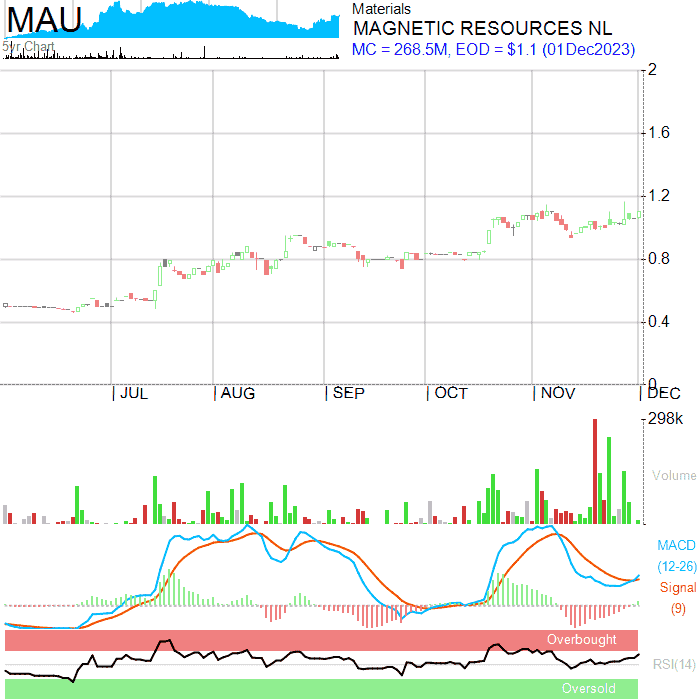 MAU
5yr Chart
Materials
MAGNETIC RESOURCES NL
MC = 268.5M, EOD = $1.1 (01Dec2023)
2
1.6
1.2
0.8
0.4
0
JUL
AUG
SEP
OCT
NOV
DEC
298k
Volume
MACD
(12-26)
Signal
(9)
Overbought
RSI(14)
Oversold